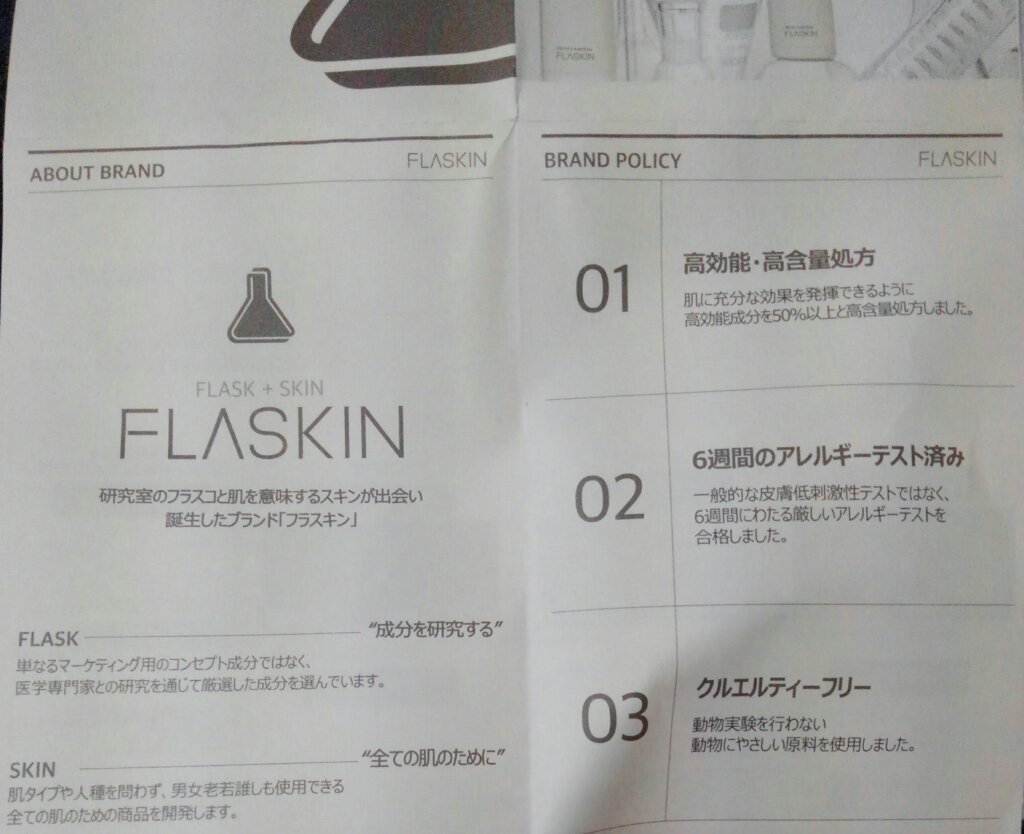 FLASKIN
FLASKIN
ABOUT BRAND
FLASKIN
FLASK + SKIN
FLASKIN
研究室のフラスコと肌を意味するスキンが出会い
誕生したブランド「フラスキン」
FLASK
“成分を研究する”
単なるマーケティング用のコンセプト成分ではなく、
医学専門家との研究を通じて厳選した成分を選んでいます。
SKIN
“全ての肌のために”
肌タイプや人種を問わず、男女老若誰しも使用できる
全ての肌のための商品を開発します。
BRAND POLICY
FLASKIN
01
高効能・高含量処方
肌に充分な効果を発揮できるように
高効能成分を50%以上と高含量処方しました。
02
6週間のアレルギーテスト済み
一般的な皮膚低刺激性テストではなく、
6週間にわたる厳しいアレルギーテストを
合格しました。
03
クルエルティーフリー
動物実験を行わない
動物にやさしい原料を使用しました。